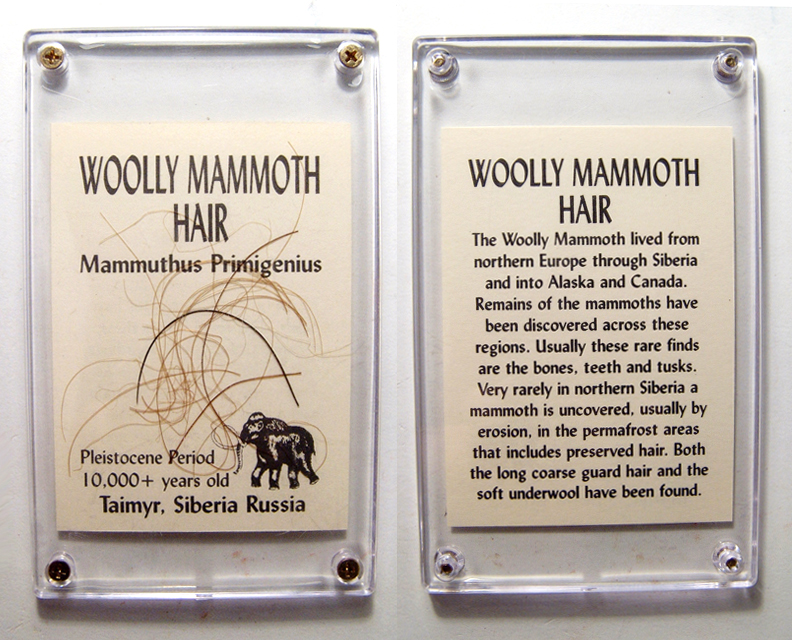 WOOLLY MAMMOTH
HAIR
Mammuthus Primigenius
Pleistocene Period
10,000+ years old
Taimyr, Siberia Russia
WOOLLY MAMMOTH
HAIR
The Woolly Mammoth lived from
northern Europe through Siberia
and into Alaska and Canada.
Remains of the mammoths have
been discovered across these
regions. Usually these rare finds
are the bones, teeth and tusks.
Very rarely in northern Siberia a
mammoth is uncovered, usually by
erosion, in the permafrost areas
that includes preserved hair. Both
the long coarse guard hair and the
soft underwool have been found.